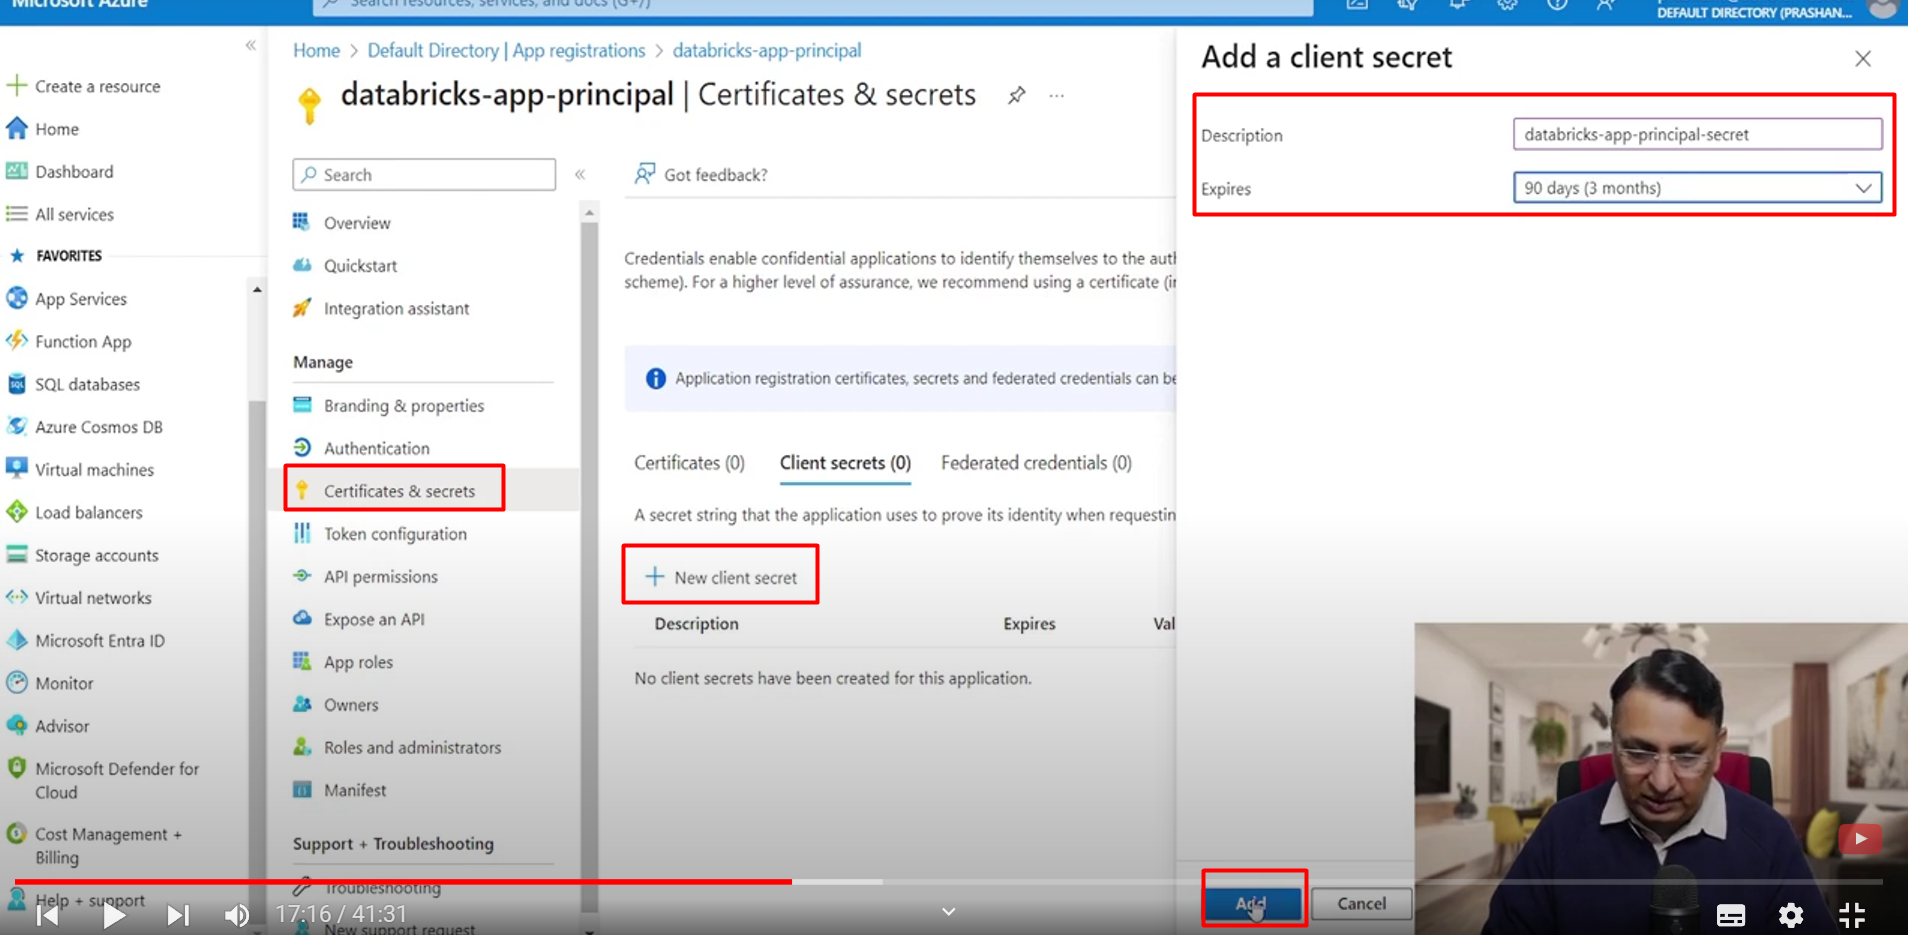 Microsoft Azure
Search resources, services, and docs (G+/)
DEFAULT DIRECTORY (PRASHAN...
Create a resource
Home
Dashboard
All services
FAVORITES
App Services
Function App
SQL databases
Azure Cosmos DB
Virtual machines
Load balancers
Storage accounts
Virtual networks
Microsoft Entra ID
Monitor
Advisor
Microsoft Defender for
Cloud
Cost Management +
Billing
Help + support
Home > Default Directory | App registrations > databricks-app-principal
databricks-app-principal | Certificates & secrets
Search
Overview
Quickstart
Integration assistant
Manage
Branding & properties
Authentication
Certificates & secrets
Token configuration
API permissions
Expose an API
App roles
Owners
Roles and administrators
Manifest
Support + Troubleshooting
Troubleshooting
New support request
Got feedback?
Credentials enable confidential applications to identify themselves to the aut
scheme). For a higher level of assurance, we recommend using a certificate (i
Application registration certificates, secrets and federated credentials can be
Certificates (0) Client secrets (0) Federated credentials (0)
A secret string that the application uses to prove its identity when requestin
New client secret
Description Expires Val
No client secrets have been created for this application.
Add a client secret
Description databricks-app-principal-secret
Expires 90 days (3 months)
Add Cancel
17:16 / 41:31